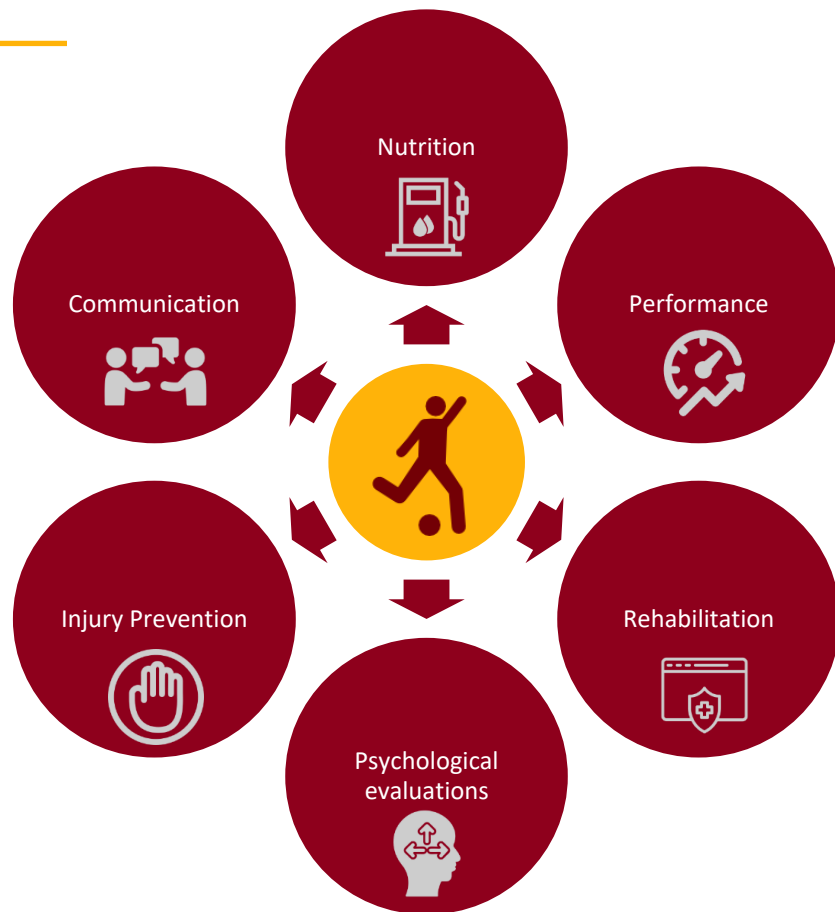 Nutrition
Communication
Performance
Injury Prevention
Rehabilitation
Psychological
evaluations